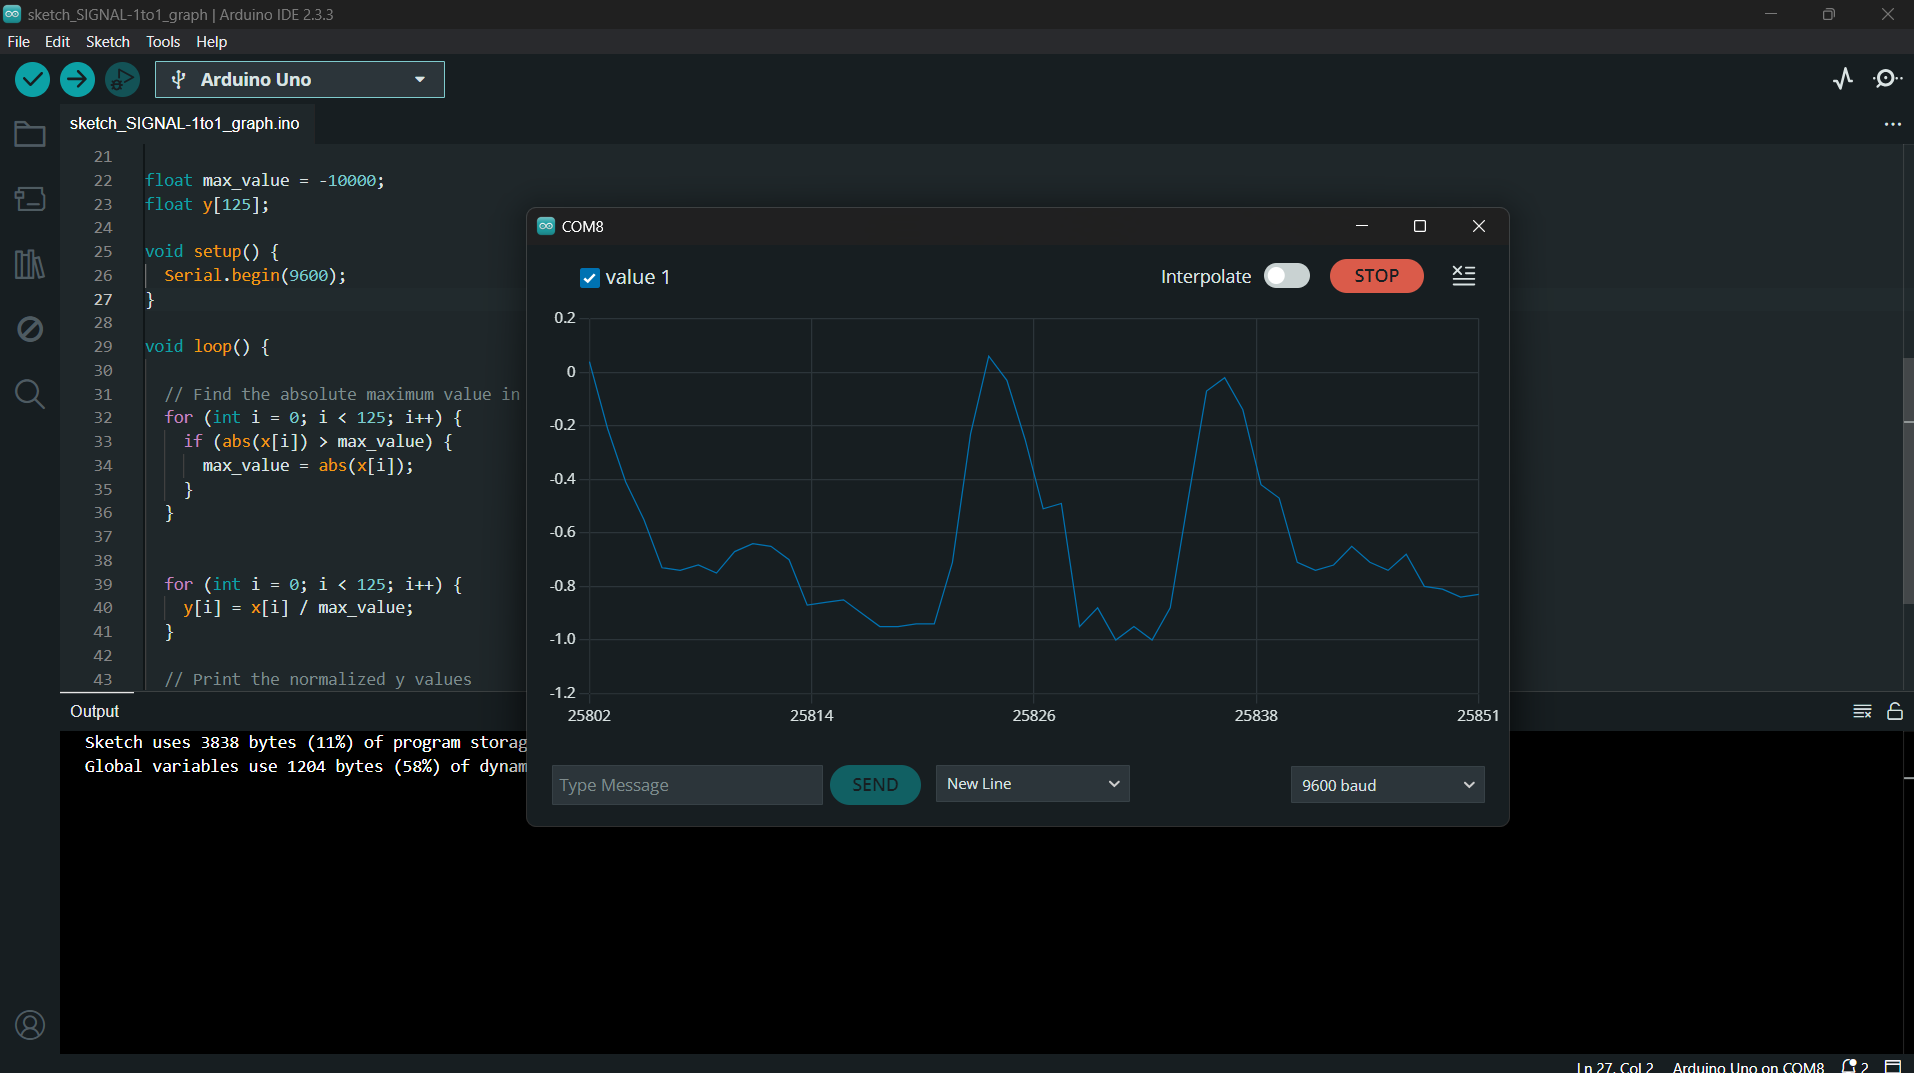 sketch_SIGNAL-1to1_graph | Arduino IDE 2.3.3
File Edit Sketch Tools Help
Arduino Uno
sketch_SIGNAL-1to1_graph.ino
21
22 float max_value = -10000;
23 float y[125];
24
25 void setup() {
26 Serial.begin(9600);
27 }
28
29 void loop() {
30
31 // Find the absolute maximum value in
32 for (int i = 0; i < 125; i++) {
33 if (abs(x[i]) > max_value) {
34 max_value = abs(x[i]);
35 }
36 }
37
38
39 for (int i = 0; i < 125; i++) {
40 y[i] = x[i] / max_value;
41 }
42
43 // Print the normalized y values
COM8
value 1
Interpolate STOP
0.2
0
-0.2
-0.4
-0.6
-0.8
-1.0
-1.2
25802 25814 25826 25838 25851
Type Message SEND New Line 9600 baud
Output
Sketch uses 3838 bytes (11%) of program storag
Global variables use 1204 bytes (58%) of dynam
Ln 27, Col 2 Arduino Uno on COM8 2